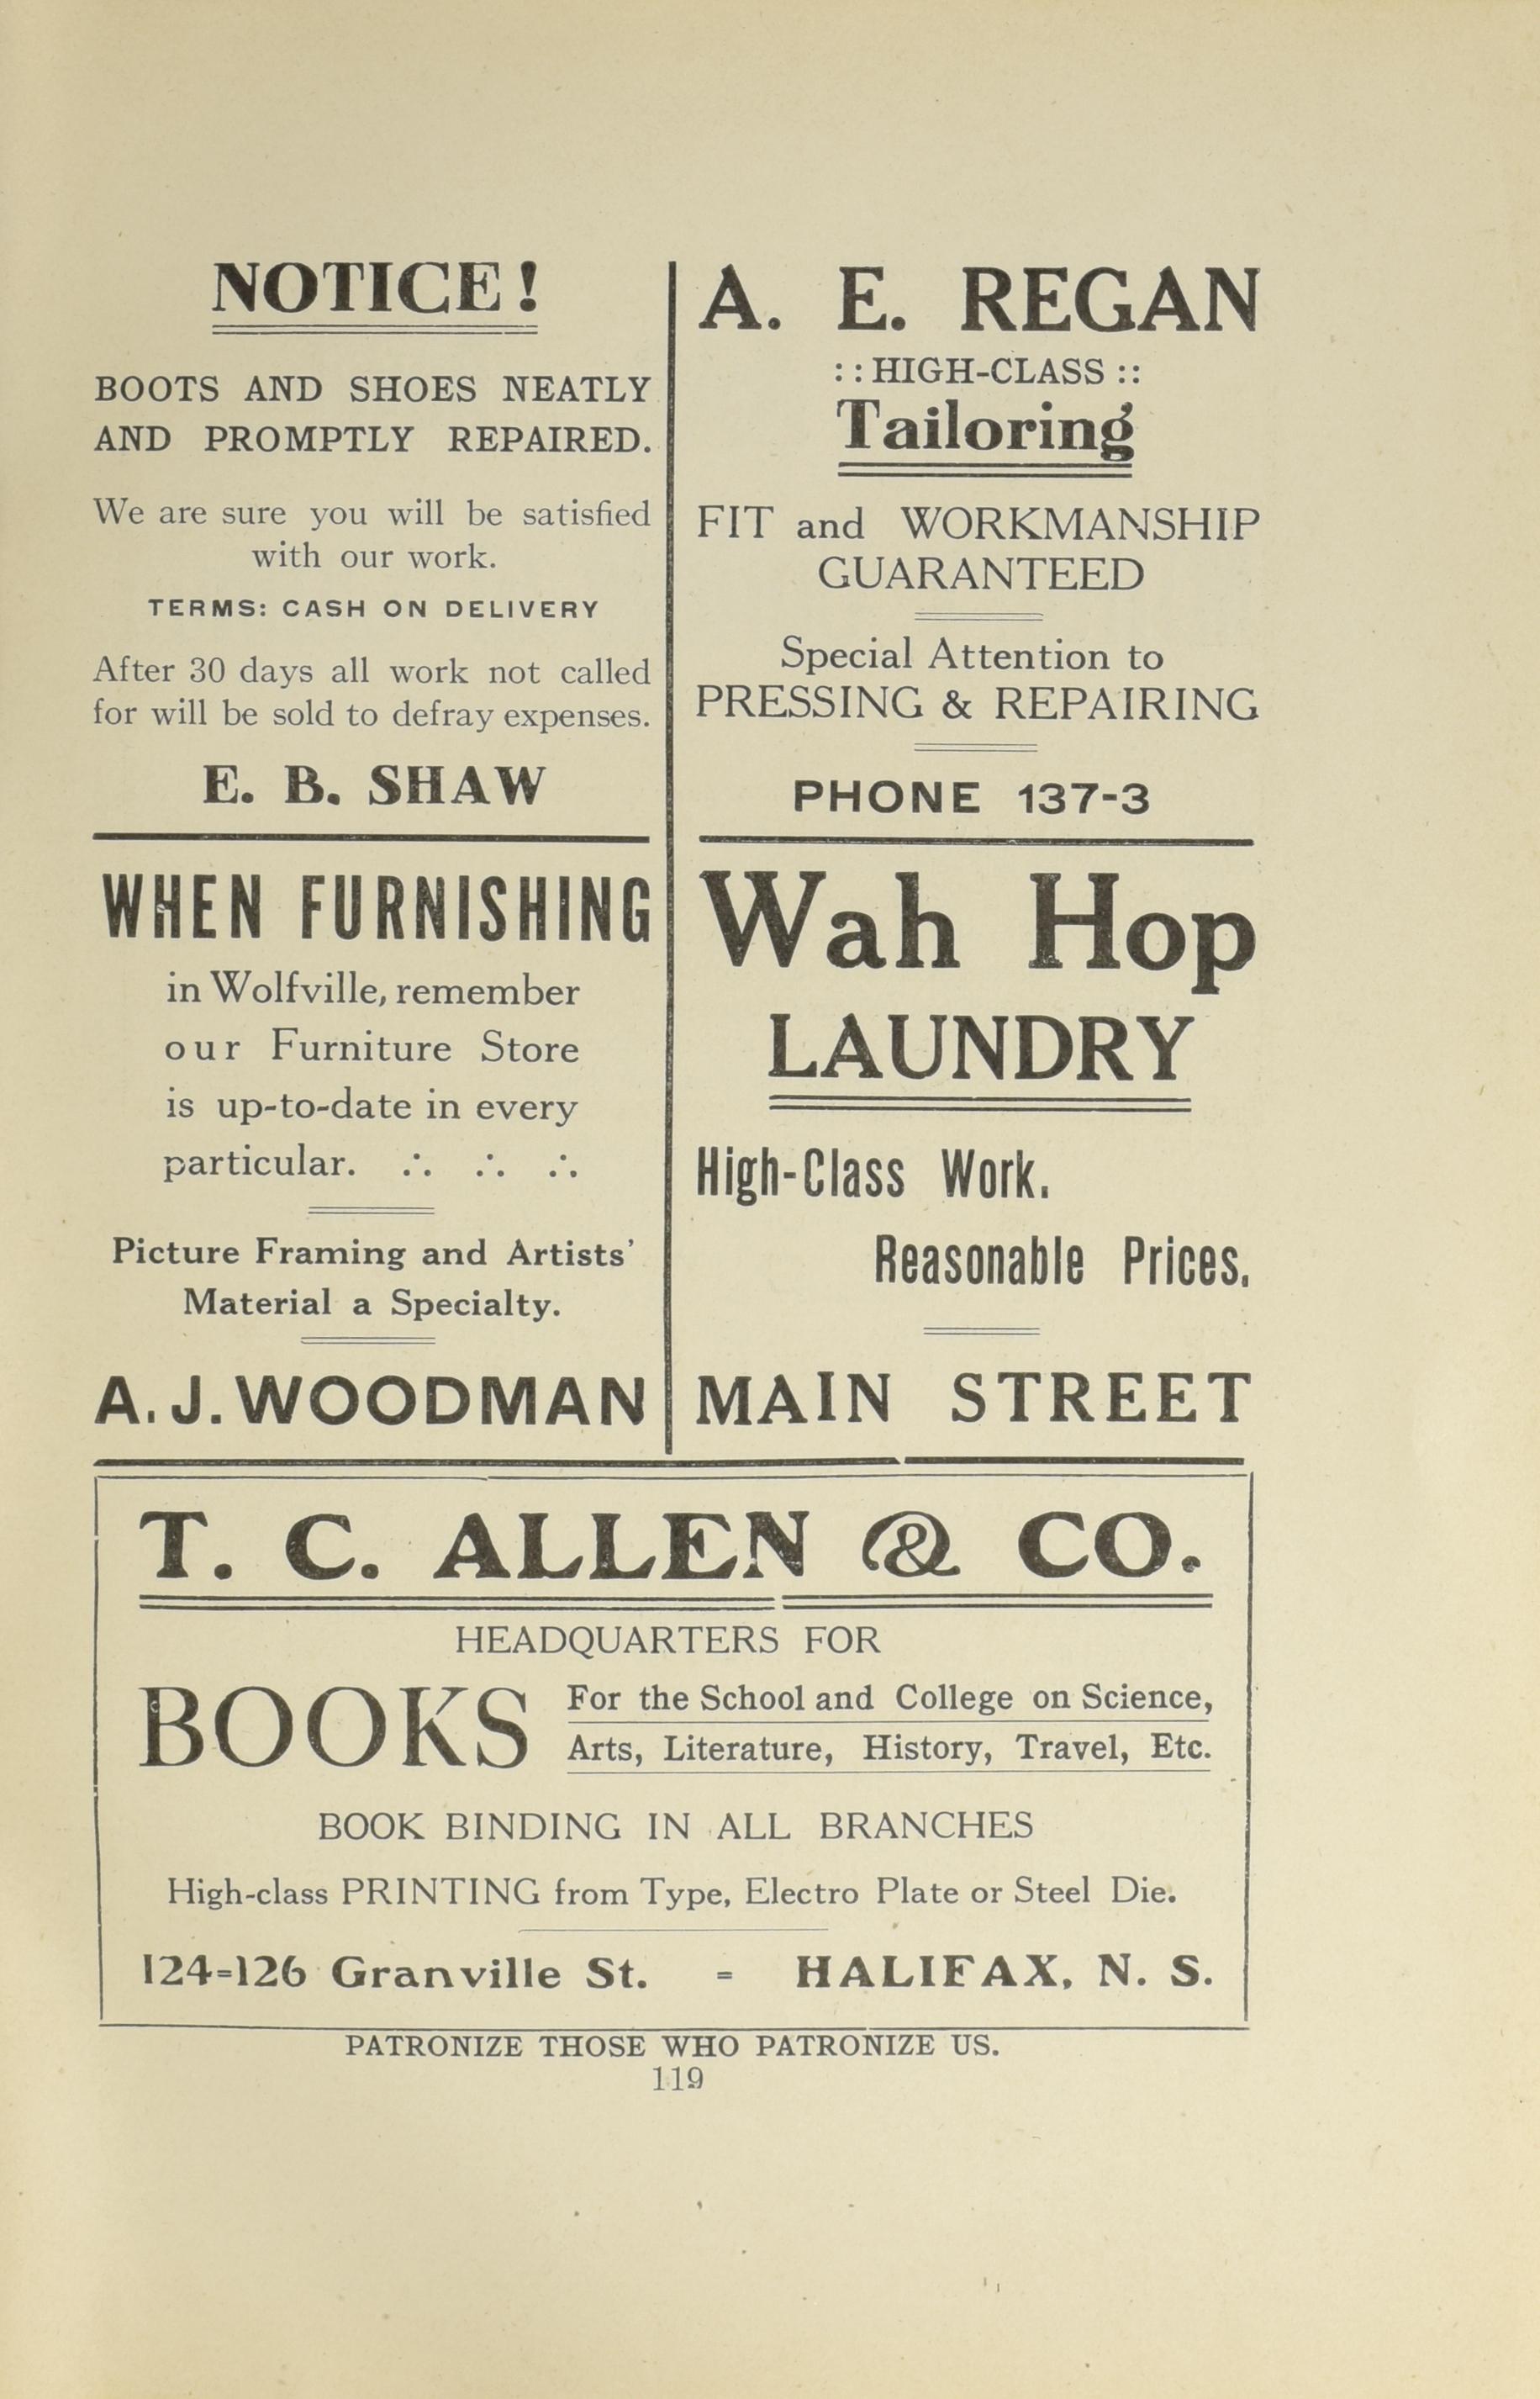 NOTICE!
BOOTS AND SHOES NEATLY
AND PROMPTLY REPAIRED.
We are sure you will be satisfied
with our work.
TERMS: CASH ON DELIVERY
After 30 days all work not called
for will be sold to defray expenses.
E. B. SHAW
A. E. REGAN
:: HIGH-CLASS ::
Tailoring
FIT and WORKMANSHIP
GUARANTEED
Special Attention to
PRESSING & REPAIRING
PHONE 137-3
WHEN FURNISHING
in Wolfville, remember
our Furniture Store
is up-to-date in every
particular. ∴ ∴ ∴
Picture Framing and Artists'
Material a Specialty.
A. J. WOODMAN
Wah Hop
LAUNDRY
High-Class Work.
Reasonable Prices.
MAIN STREET
T. C. ALLEN & CO.
HEADQUARTERS FOR
BOOKS
For the School and College on Science,
Arts, Literature, History, Travel, Etc.
BOOK BINDING IN ALL BRANCHES
High-class PRINTING from Type, Electro Plate or Steel Die.
124=126 Granville St. = HALIFAX, N. S.
PATRONIZE THOSE WHO PATRONIZE US.
119